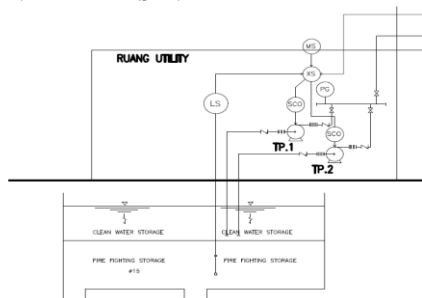 MS
RUANG UTILITY
XS
PG
LS
SCO
SCO
TP.1
TP.2
CLEAN WATER STORAGE
CLEAN WATER STORAGE
FIRE FIGHTING STORAGE
FIRE FIGHTING STORAGE